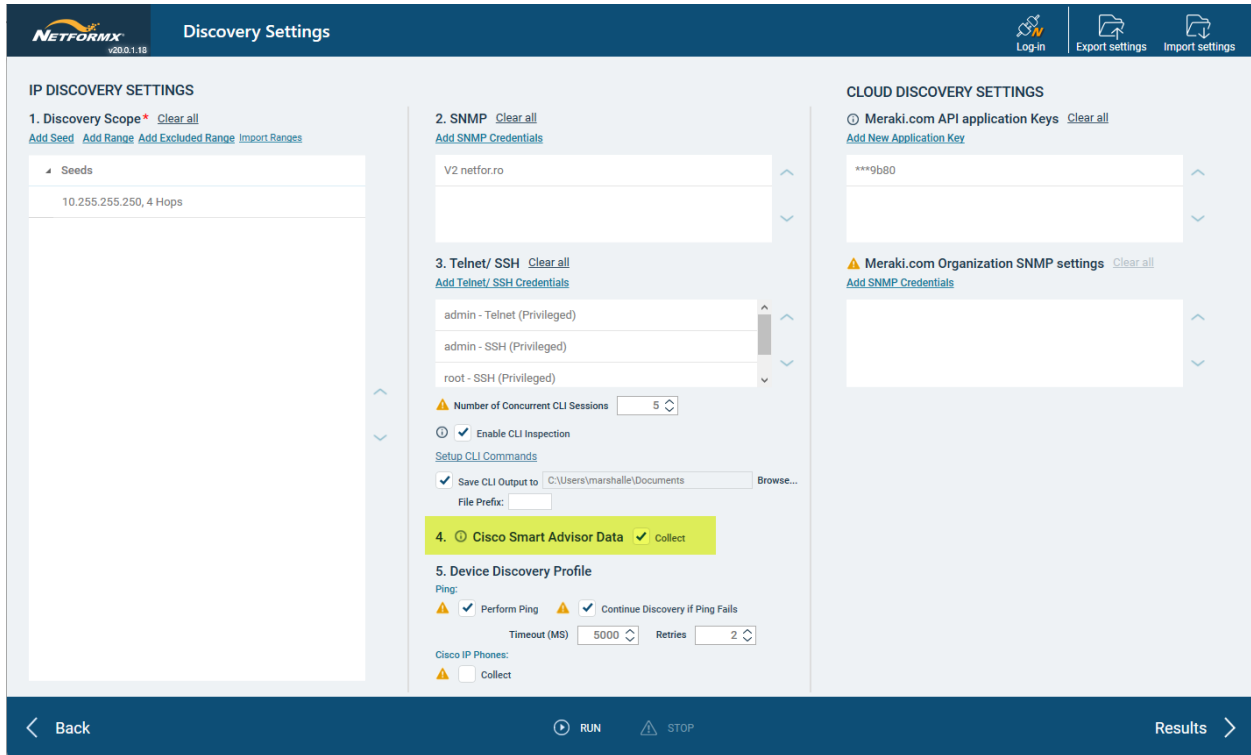 NETFORMX
v20.0.1.18
Discovery Settings
Log-in
Export settings
Import settings
IP DISCOVERY SETTINGS
1. Discovery Scope* Clear all
Add Seed Add Range Add Excluded Range Import Ranges
Seeds
10.255.255.250, 4 Hops
2. SNMP Clear all
Add SNMP Credentials
V2 netfor.ro
3. Telnet/ SSH Clear all
Add Telnet/ SSH Credentials
admin - Telnet (Privileged)
admin - SSH (Privileged)
root - SSH (Privileged)
Number of Concurrent CLI Sessions 5
Enable CLI Inspection
Setup CLI Commands
Save CLI Output to C:\Users\marshalle\Documents Browse...
File Prefix:
4. Cisco Smart Advisor Data Collect
5. Device Discovery Profile
Ping:
Perform Ping Continue Discovery if Ping Fails
Timeout (MS) 5000 Retries 2
Cisco IP Phones:
Collect
CLOUD DISCOVERY SETTINGS
Meraki.com API application Keys Clear all
Add New Application Key
***9b80
Meraki.com Organization SNMP settings Clear all
Add SNMP Credentials
Back
RUN
STOP
Results